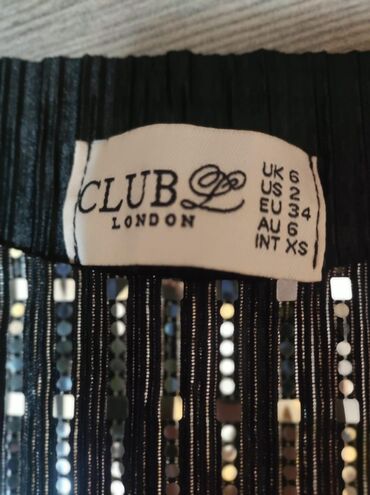 CLUB L
LONDON
UK 6
US 2
EU 34
AU 6
INT XS